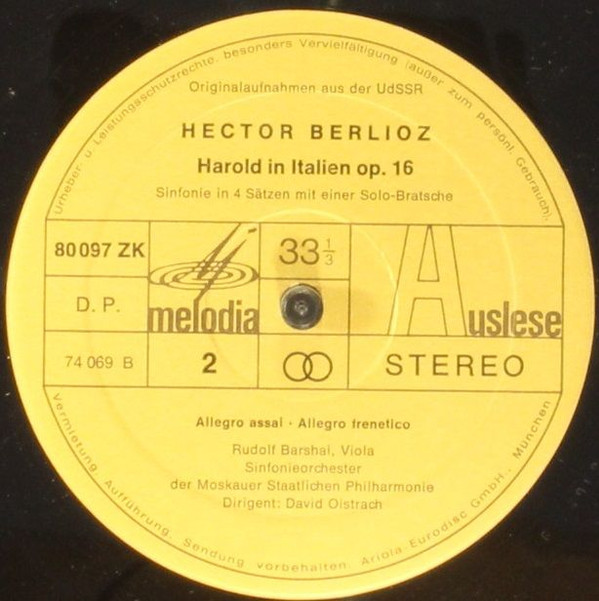 Urheber- u. Leistungsschutzrechte, besonders Vervielfältigung (außer zum persönl. Gebrauch),
Originalaufnahmen aus der UdSSR
HECTOR BERLIOZ
Harold in Italien op. 16
Sinfonie in 4 Sätzen mit einer Solo-Bratsche
80 097 ZK
33 1/3
D. P.
melodia
Auslese
74 069 B
2
STEREO
Allegro assai · Allegro frenetico
Rudolf Barshai, Viola
Sinfonieorchester
der Moskauer Staatlichen Philharmonie
Dirigent: David Oistrach
Vermietung, Aufführung, Sendung vorbehalten. Ariola Eurodisc GmbH., München